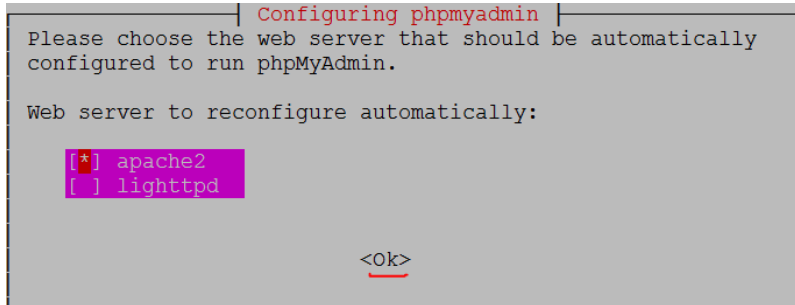 Configuring phpmyadmin
Please choose the web server that should be automatically
configured to run phpMyAdmin.
Web server to reconfigure automatically:
[*] apache2
[ ] lighttpd
<Ok>